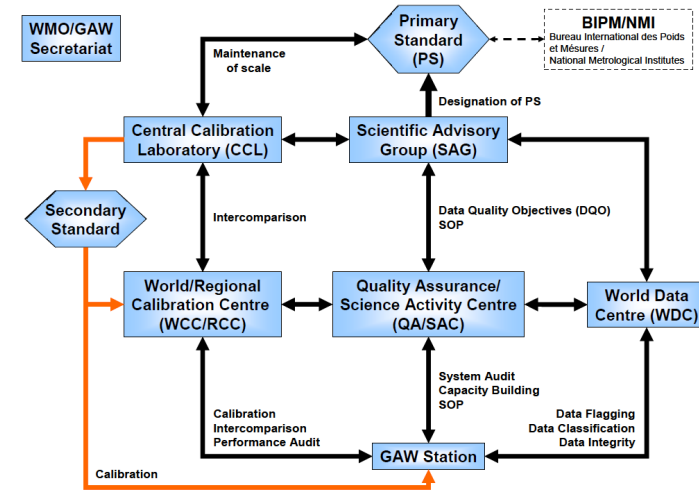 WMO/GAW
Secretariat
Primary
Standard
(PS)
BIPM/NMI
Bureau International des Poids
et Mésures /
National Metrological Institutes
Maintenance
of scale
Designation of PS
Central Calibration
Laboratory (CCL)
Scientific Advisory
Group (SAG)
Secondary
Standard
Intercomparison
Data Quality Objectives (DQO)
SOP
World/Regional
Calibration Centre
(WCC/RCC)
Quality Assurance/
Science Activity Centre
(QA/SAC)
World Data
Centre (WDC)
System Audit
Capacity Building
SOP
Calibration
Intercomparison
Performance Audit
Data Flagging
Data Classification
Data Integrity
GAW Station
Calibration